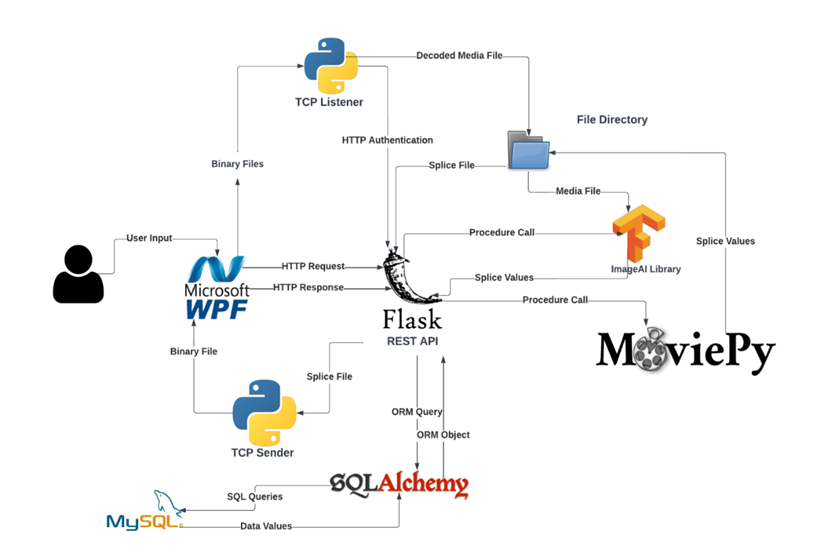 Decoded Media File
TCP Listener
File Directory
HTTP Authentication
Binary Files
Splice File
Media File
User Input
Procedure Call
Splice Values
ImageAI Library
HTTP Request
Splice Values
Microsoft
WPF
HTTP Response
Procedure Call
Flask
REST API
MoviePy
Binary File
Splice File
ORM Query
ORM Object
TCP Sender
SQLAlchemy
SQL Queries
MySQL
Data Values